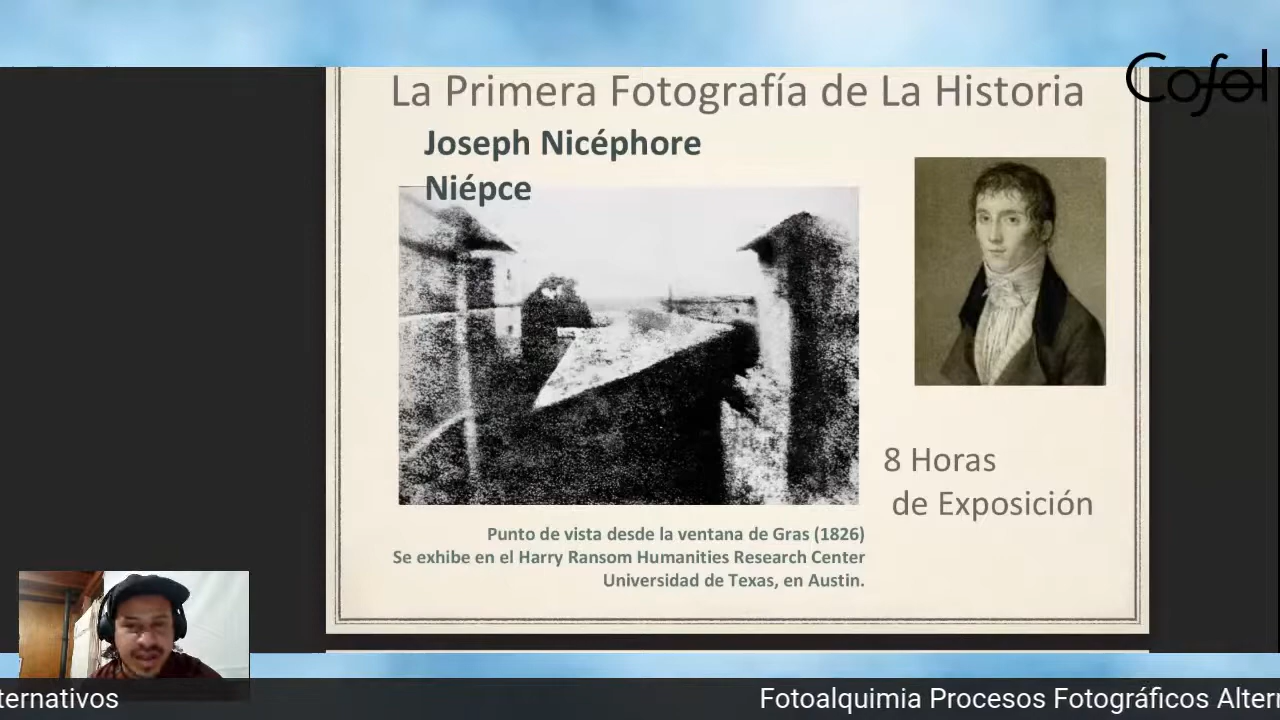 La Primera Fotografía de La Historia
Cofol
Joseph Nicéphore
Niépce
8 Horas
de Exposición
Punto de vista desde la ventana de Gras (1826)
Se exhibe en el Harry Ransom Humanities Research Center
Universidad de Texas, en Austin.
ternativos
Fotoalquimia Procesos Fotográficos Alter